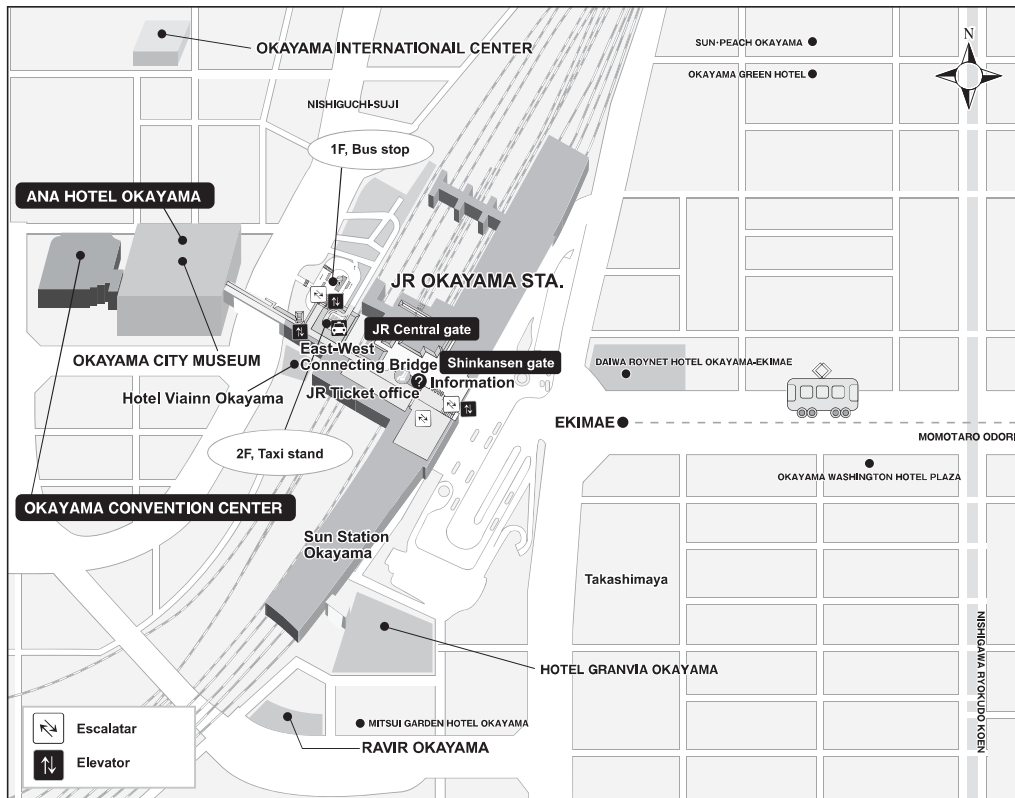 OKAYAMA INTERNATIONAIL CENTER
SUN·PEACH OKAYAMA
OKAYAMA GREEN HOTEL
N
NISHIGUCHI-SUJI
1F, Bus stop
ANA HOTEL OKAYAMA
JR OKAYAMA STA.
JR Central gate
OKAYAMA CITY MUSEUM
East-West
Connecting Bridge
Shinkansen gate
DAIWA ROYNET HOTEL OKAYAMA-EKIMAE
? Information
Hotel Viainn Okayama
JR Ticket office
EKIMAE
MOMOTARO ODORI
2F, Taxi stand
OKAYAMA WASHINGTON HOTEL PLAZA
OKAYAMA CONVENTION CENTER
Sun Station
Okayama
Takashimaya
NISHIGAWA RYOKUDO KOEN
HOTEL GRANVIA OKAYAMA
MITSUI GARDEN HOTEL OKAYAMA
RAVIR OKAYAMA
Escalatar
Elevator